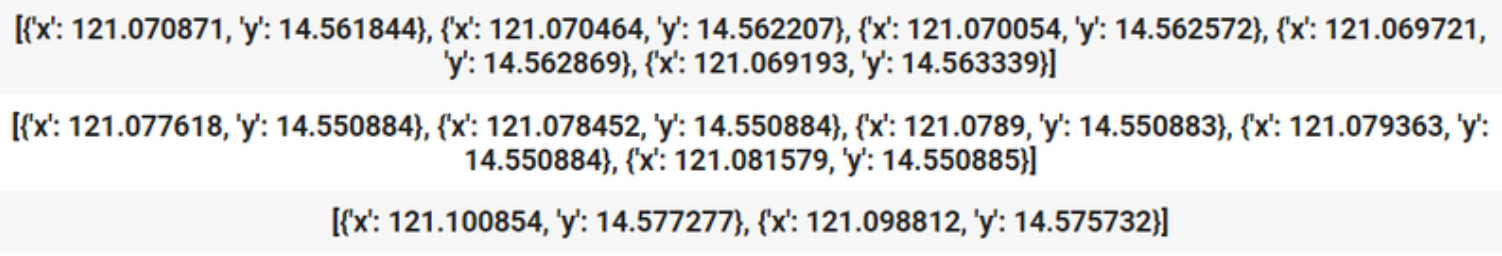 [{'x': 121.070871, 'y': 14.561844}, {'x': 121.070464, 'y': 14.562207}, {'x': 121.070054, 'y': 14.562572}, {'x': 121.069721,
'y': 14.562869}, {'x': 121.069193, 'y': 14.563339}]
[{'x': 121.077618, 'y': 14.550884}, {'x': 121.078452, 'y': 14.550884}, {'x': 121.0789, 'y': 14.550883}, {'x': 121.079363, 'y':
14.550884}, {'x': 121.081579, 'y': 14.550885}]
[{'x': 121.100854, 'y': 14.577277}, {'x': 121.098812, 'y': 14.575732}]